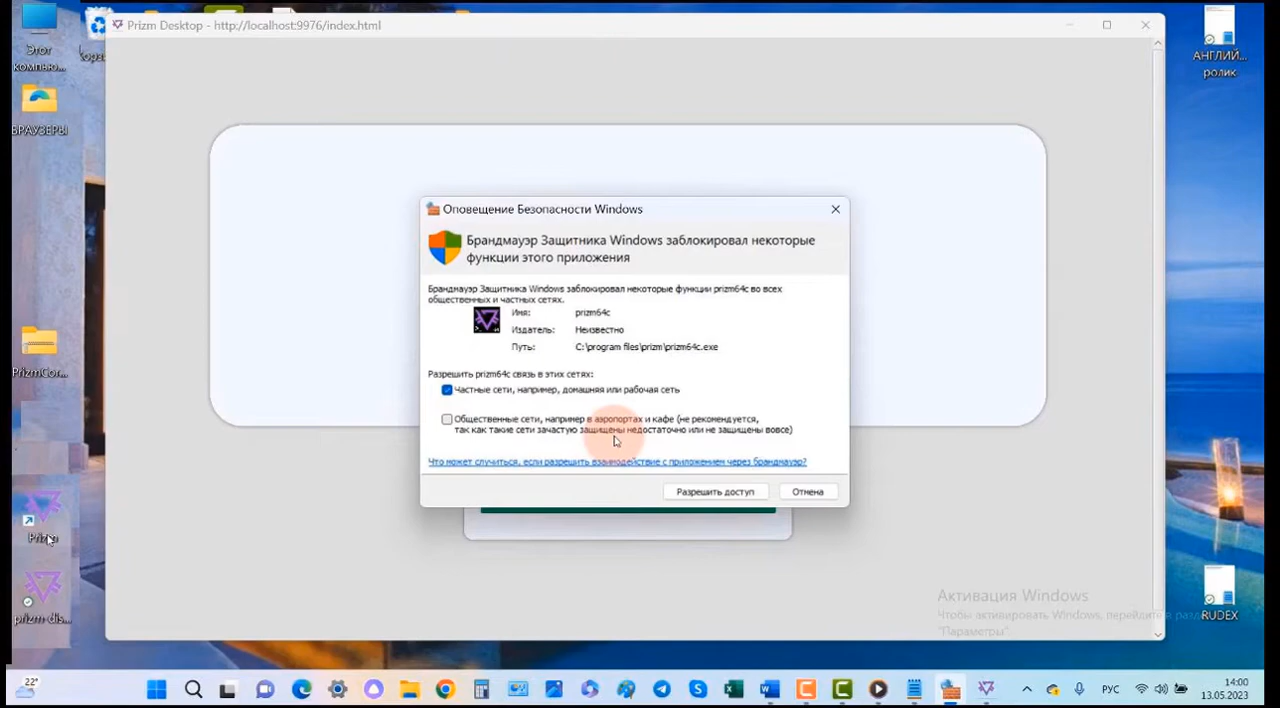 Prizm Desktop - http://localhost:9976/index.html
Этот
компью...
БРАУЗЕРЫ
PrizmCor...
Prizm
prizm-dis...
АНГЛИЙ...
ролик
RUDEX
Оповещение Безопасности Windows
Брандмауэр Защитника Windows заблокировал некоторые
функции этого приложения
Брандмауэр Защитника Windows заблокировал некоторые функции prizm64c во всех
общественных и частных сетях.
Имя: prizm64c
Издатель: Неизвестно
Путь: C:\program files\prizm\prizm64c.exe
Разрешить prizm64c связь в этих сетях:
Частные сети, например, домашняя или рабочая сеть
Общественные сети, например в аэропортах и кафе (не рекомендуется,
так как такие сети зачастую защищены недостаточно или не защищены вовсе)
Что может случиться, если разрешить взаимодействие с приложением через брандмауэр?
Разрешить доступ
Отмена
Активация Windows
Чтобы активировать Windows, перейдите в
"Параметры".
22°
РУС
14:00
13.05.2023